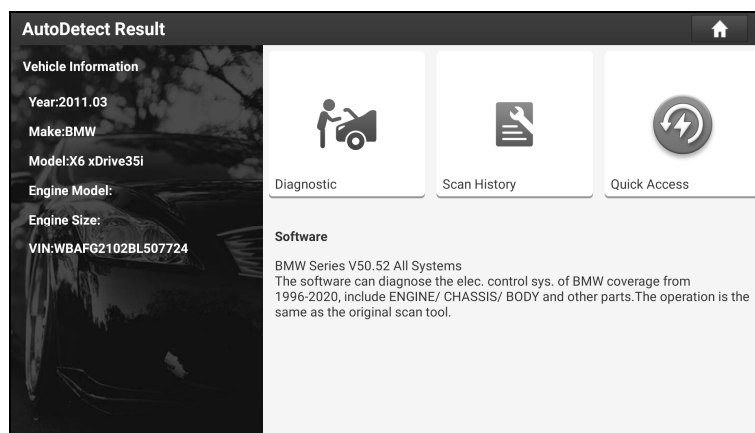 AutoDetect Result
Vehicle Information
Year:2011.03
Make:BMW
Model:X6 xDrive35i
Engine Model:
Engine Size:
VIN:WBAFG2102BL507724
Diagnostic
Scan History
Quick Access
Software
BMW Series V50.52 All Systems
The software can diagnose the elec. control sys. of BMW coverage from
1996-2020, include ENGINE/ CHASSIS/ BODY and other parts.The operation is the
same as the original scan tool.